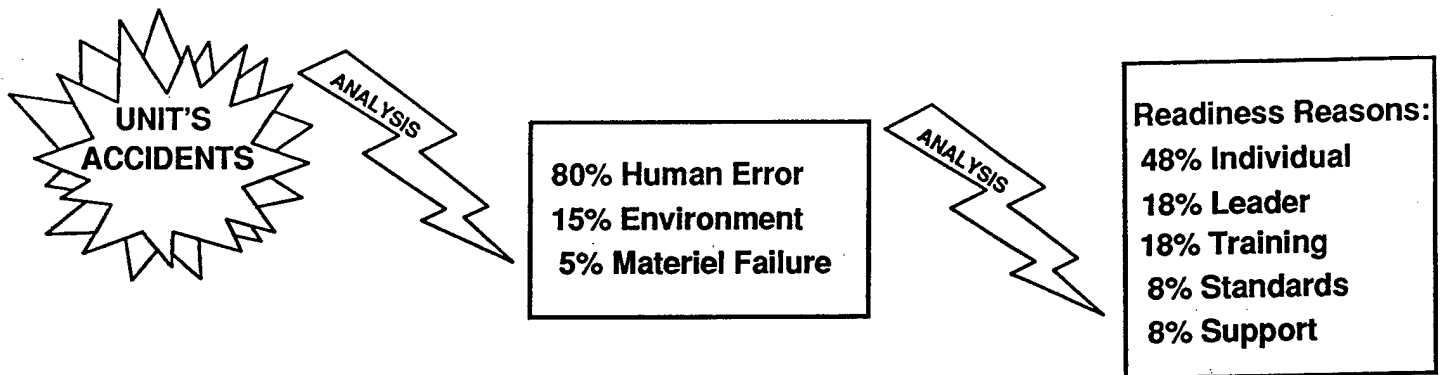 UNIT'S
ACCIDENTS
ANALYSIS
80% Human Error
15% Environment
5% Materiel Failure
ANALYSIS
Readiness Reasons:
48% Individual
18% Leader
18% Training
8% Standards
8% Support